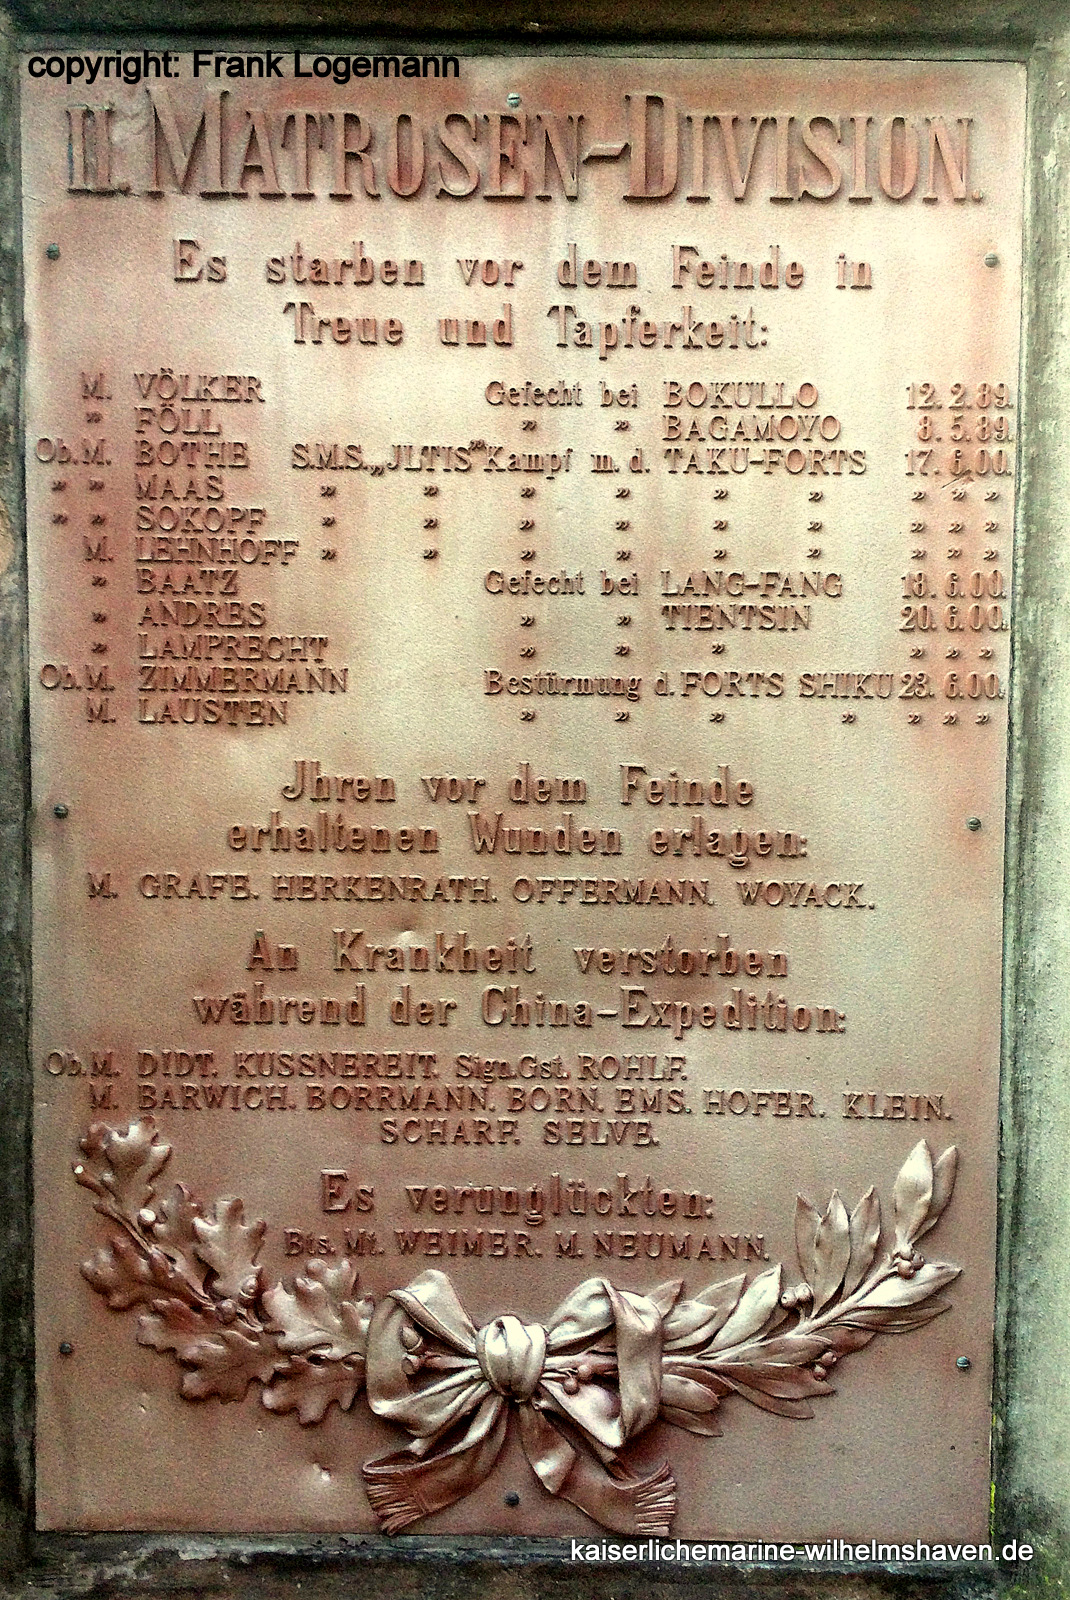 copyright: Frank Logemann
II. MATROSEN-DIVISION.
Es starben vor dem Feinde in
Treue und Tapferkeit:
M. VÖLKER Gefecht bei BOKULLO 12. 2. 89.
" FÖLL " " BAGAMOYO 8. 5. 89.
Ob. M. BOTHE S.M.S. „JLTIS” Kampf m. d. TAKU-FORTS 17. 6. 00.
" " MAAS " " " " " " " " "
" " SOKOPF " " " " " " " " "
M. LEHNHOFF " " " " " " " " "
" BAATZ Gefecht bei LANG-FANG 18. 6. 00.
" ANDRES " " TIENTSIN 20. 6. 00.
" LAMPRECHT " " " " " "
Ob. M. ZIMMERMANN Bestürmung d. FORTS SHIKU 23. 6. 00.
M. LAUSTEN " " " " " " "
Jhren vor dem Feinde
erhaltenen Wunden erlagen:
M. GRAFE. HERKENRATH. OFFERMANN. WOYACK.
An Krankheit verstorben
während der China-Expedition:
Ob. M. DIDT. KUSSNEREIT. Sign. Gst. ROHLF.
M. BARWICH. BORRMANN. BORN. EMS. HOFER. KLEIN.
SCHARF. SELVE.
Es verunglückten:
Bts. Mt. WEIMER. M. NEUMANN.
kaiserlichemarine-wilhelmshaven.de